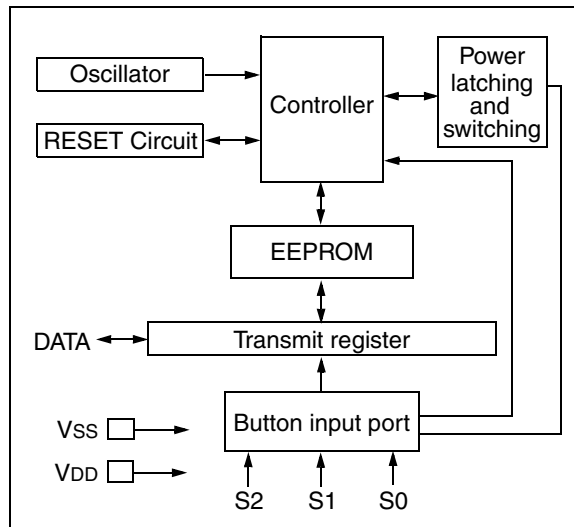 Oscillator
RESET Circuit
Controller
Power
latching
and
switching
EEPROM
DATA
Transmit register
Button input port
VSS
VDD
S2 S1 S0